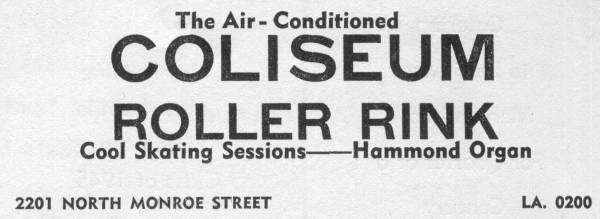 The Air-Conditioned
COLISEUM
ROLLER RINK
Cool Skating Sessions——Hammond Organ
2201 NORTH MONROE STREET LA. 0200